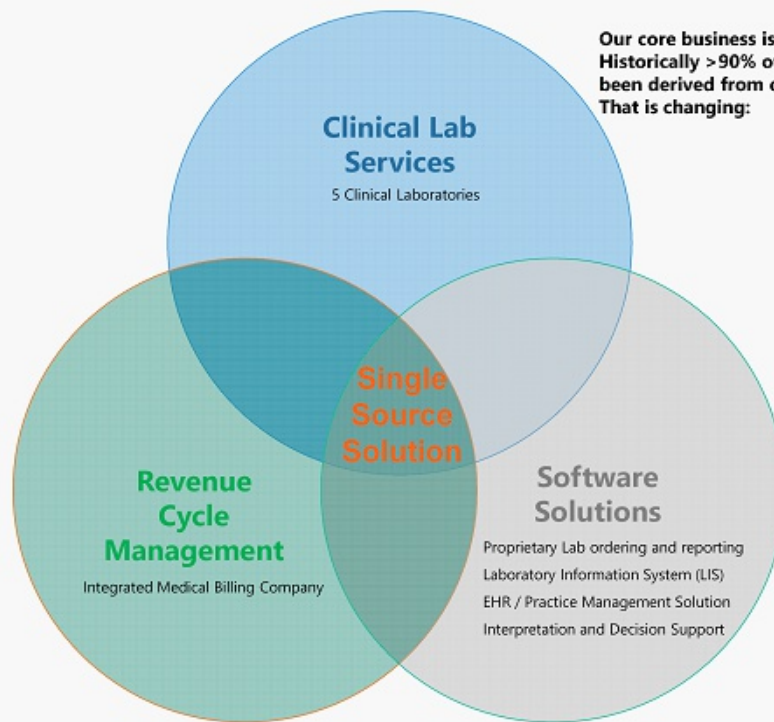 Our core business is
Historically >90% o
been derived from
That is changing:
Clinical Lab
Services
5 Clinical Laboratories
Single
Source
Solution
Revenue
Cycle
Management
Integrated Medical Billing Company
Software
Solutions
Proprietary Lab ordering and reporting
Laboratory Information System (LIS)
EHR / Practice Management Solution
Interpretation and Decision Support